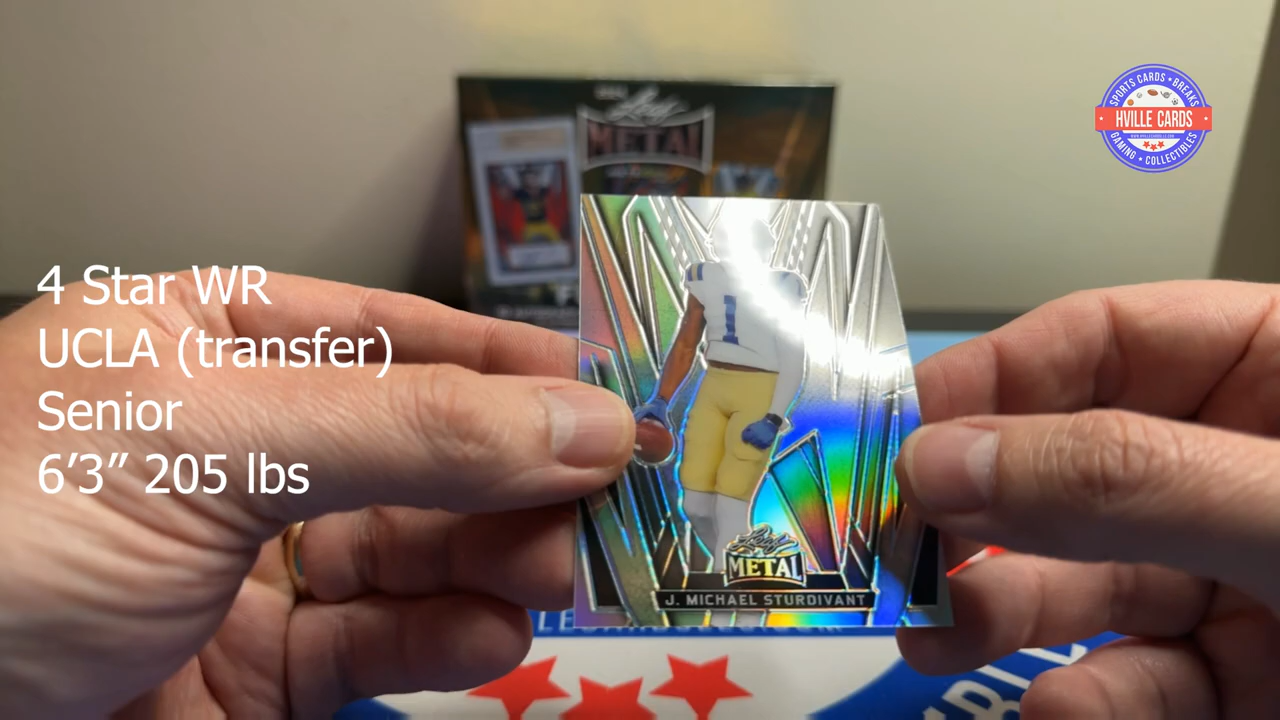 Leaf
METAL
SPORTS CARDS • BREAKS
HVILLE CARDS
GAMING • COLLECTIBLES
4 Star WR
UCLA (transfer)
Senior
6’3” 205 lbs
1
Leaf
METAL
J. MICHAEL STURDIVANT